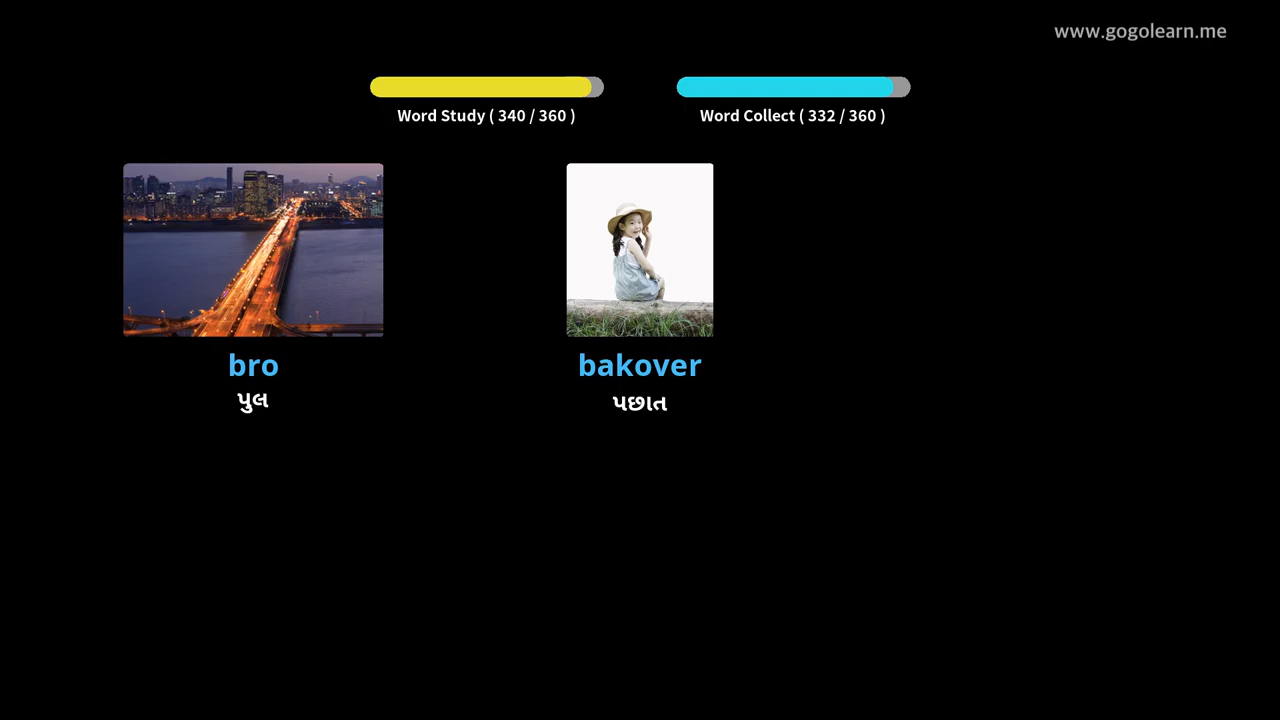 www.gogolearn.me
Word Study ( 340 / 360 )
Word Collect ( 332 / 360 )
bro
પુલ
bakover
પછાત